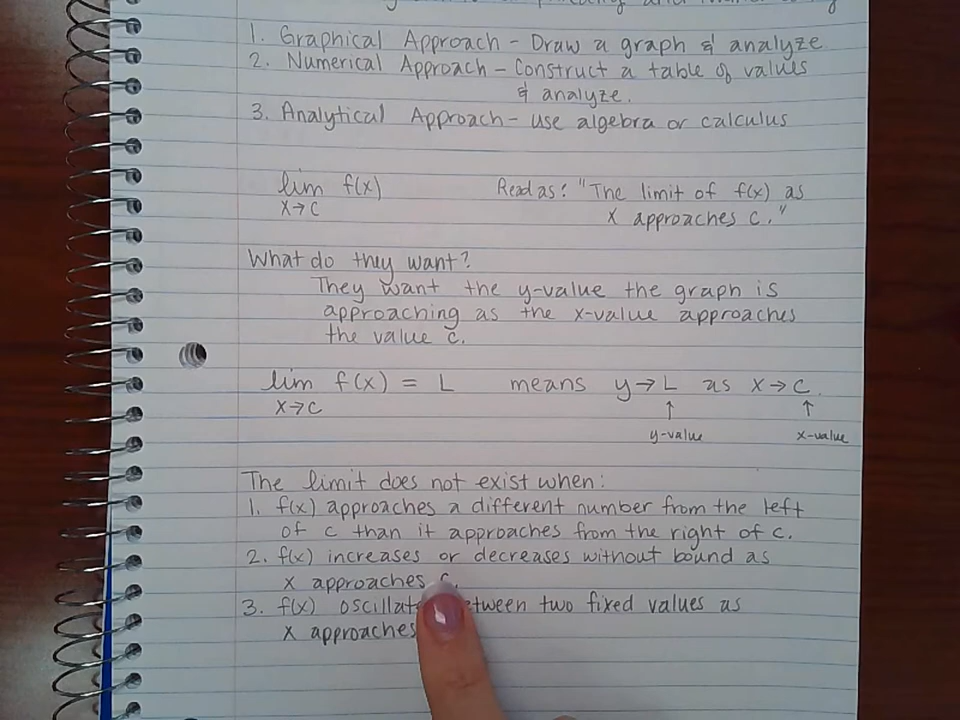 1. Graphical Approach - Draw a graph & analyze
2. Numerical Approach - Construct a table of values
& analyze.
3. Analytical Approach - use algebra or calculus
lim f(x) Read as: "The limit of f(x) as
x→c x approaches c."
What do they want?
They want the y-value the graph is
approaching as the x-value approaches
the value c.
lim f(x) = L means y→L as x→c.
x→c ↑ ↑
y-value x-value
The limit does not exist when:
1. f(x) approaches a different number from the left
of c than it approaches from the right of c.
2. f(x) increases or decreases without bound as
x approaches c.
3. f(x) two fixed values as
x approaches